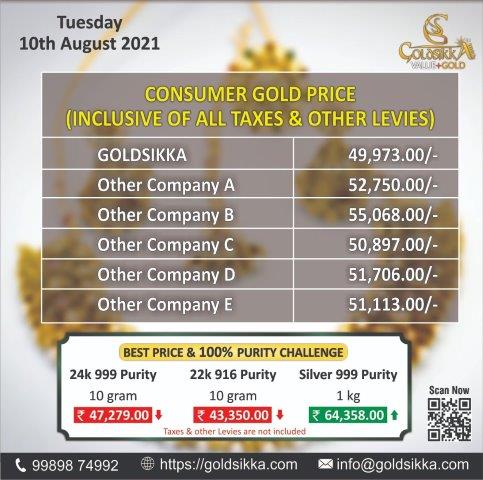 Tuesday
10th August 2021
GOLDSIKKA
VALUE+GOLD
CONSUMER GOLD PRICE
(INCLUSIVE OF ALL TAXES & OTHER LEVIES)
GOLDSIKKA 49,973.00/-
Other Company A 52,750.00/-
Other Company B 55,068.00/-
Other Company C 50,897.00/-
Other Company D 51,706.00/-
Other Company E 51,113.00/-
BEST PRICE & 100% PURITY CHALLENGE
24k 999 Purity 22k 916 Purity Silver 999 Purity
10 gram 10 gram 1 kg
₹ 47,279.00 ₹ 43,350.00 ₹ 64,358.00
Taxes & other Levies are not included
Scan Now
99898 74992 https://goldsikka.com info@goldsikka.com